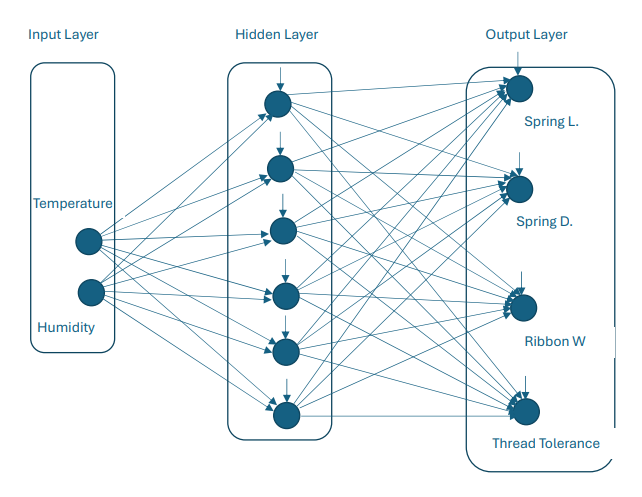 Input Layer
Hidden Layer
Output Layer
Spring L.
Temperature
Spring D.
Humidity
Ribbon W
Thread Tolerance